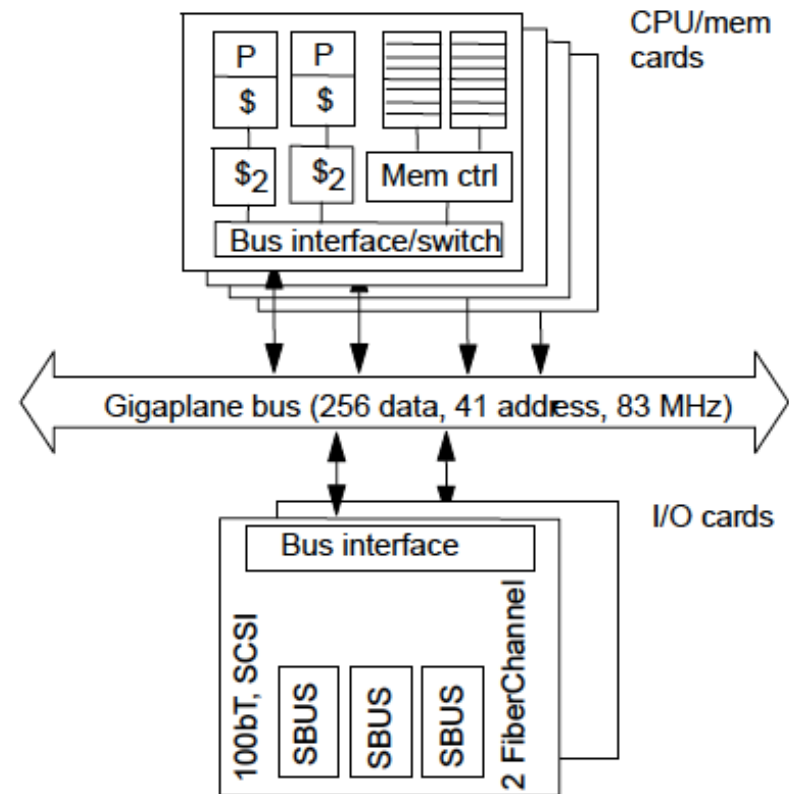 CPU/mem
cards
P P
$ $
$2 $2 Mem ctrl
Bus interface/switch
Gigaplane bus (256 data, 41 address, 83 MHz)
I/O cards
Bus interface
100bT, SCSI
SBUS
SBUS
SBUS
2 FiberChannel